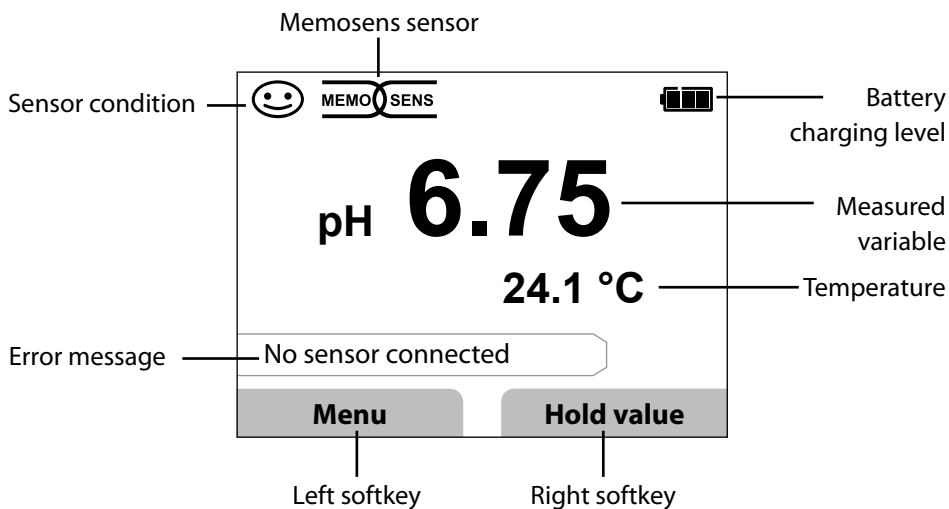 Memosens sensor
Sensor condition
MEMO SENS
Battery
charging level
pH 6.75
Measured
variable
24.1 °C
Temperature
Error message
No sensor connected
Menu
Hold value
Left softkey
Right softkey